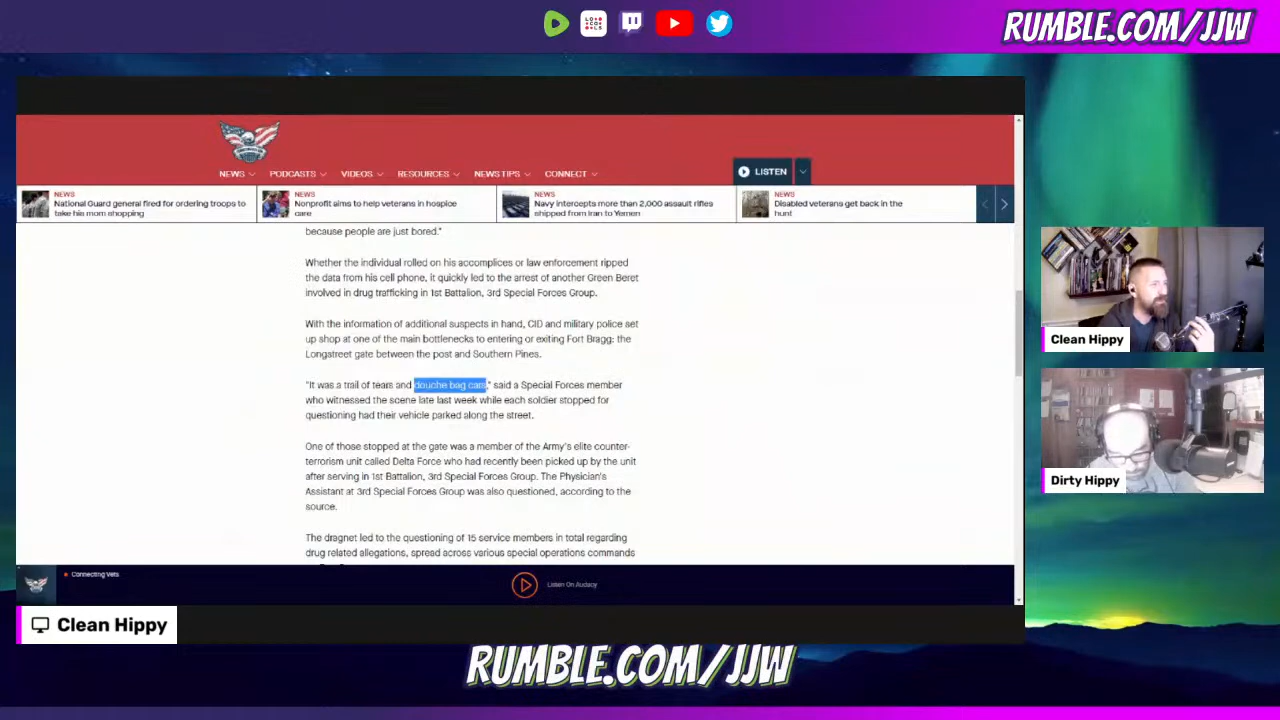 RUMBLE.COM/JJW
NEWS
PODCASTS
VIDEOS
RESOURCES
NEWS TIPS
CONNECT
LISTEN
NEWS
National Guard general fired for ordering troops to
take his mom shopping
NEWS
Nonprofit aims to help veterans in hospice
care
NEWS
Navy intercepts more than 2,000 assault rifles
shipped from Iran to Yemen
NEWS
Disabled veterans get back in the
hunt
because people are just bored."
Whether the individual rolled on his accomplices or law enforcement ripped
the data from his cell phone, it quickly led to the arrest of another Green Beret
involved in drug trafficking in 1st Battalion, 3rd Special Forces Group.
With the information of additional suspects in hand, CID and military police set
up shop at one of the main bottlenecks to entering or exiting Fort Bragg: the
Longstreet gate between the post and Southern Pines.
"It was a trail of tears and douche bag cars," said a Special Forces member
who witnessed the scene late last week while each soldier stopped for
questioning had their vehicle parked along the street.
One of those stopped at the gate was a member of the Army's elite counter-
terrorism unit called Delta Force who had recently been picked up by the unit
after serving in 1st Battalion, 3rd Special Forces Group. The Physician's
Assistant at 3rd Special Forces Group was also questioned, according to the
source.
The dragnet led to the questioning of 15 service members in total regarding
drug related allegations, spread across various special operations commands
Connecting Vets
Listen On Audacy
Clean Hippy
Dirty Hippy
Clean Hippy
RUMBLE.COM/JJW